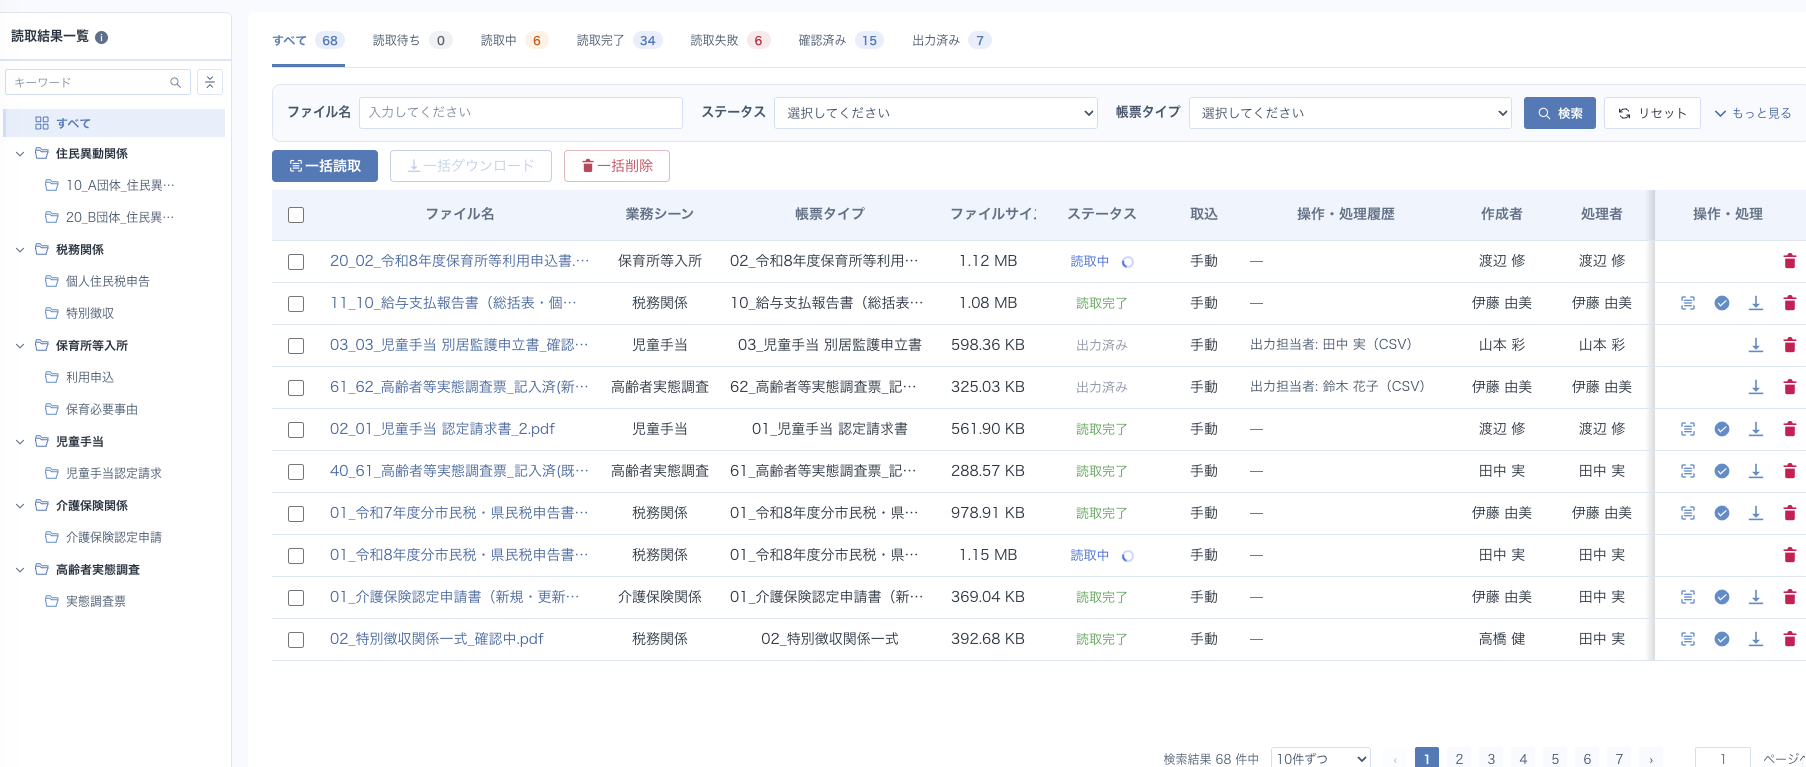 読取結果一覧
キーワード
すべて
住民異動関係
10_A団体_住民異…
20_B団体_住民異…
税務関係
個人住民税申告
特別徴収
保育所等入所
利用申込
保育必要事由
児童手当
児童手当認定請求
介護保険関係
介護保険認定申請
高齢者実態調査
実態調査票
すべて 68 読取待ち 0 読取中 6 読取完了 34 読取失敗 6 確認済み 15 出力済み 7
ファイル名 入力してください ステータス 選択してください 帳票タイプ 選択してください 検索 リセット もっと見る
一括読取 一括ダウンロード 一括削除
ファイル名 業務シーン 帳票タイプ ファイルサイ ステータス 取込 操作・処理履歴 作成者 処理者 操作・処理
20_02_令和8年度保育所等利用申込書.… 保育所等入所 02_令和8年度保育所等利用… 1.12 MB 読取中 手動 — 渡辺 修 渡辺 修
11_10_給与支払報告書（総括表・個… 税務関係 10_給与支払報告書（総括表… 1.08 MB 読取完了 手動 — 伊藤 由美 伊藤 由美
03_03_児童手当 別居監護申立書_確認… 児童手当 03_児童手当 別居監護申立書 598.36 KB 出力済み 手動 出力担当者: 田中 実（CSV） 山本 彩 山本 彩
61_62_高齢者等実態調査票_記入済(新… 高齢者実態調査 62_高齢者等実態調査票_記… 325.03 KB 出力済み 手動 出力担当者: 鈴木 花子（CSV） 伊藤 由美 伊藤 由美
02_01_児童手当 認定請求書_2.pdf 児童手当 01_児童手当 認定請求書 561.90 KB 読取完了 手動 — 渡辺 修 渡辺 修
40_61_高齢者等実態調査票_記入済(既… 高齢者実態調査 61_高齢者等実態調査票_記… 288.57 KB 読取完了 手動 — 田中 実 田中 実
01_令和7年度分市民税・県民税申告書… 税務関係 01_令和8年度分市民税・県… 978.91 KB 読取完了 手動 — 伊藤 由美 伊藤 由美
01_令和8年度分市民税・県民税申告書… 税務関係 01_令和8年度分市民税・県… 1.15 MB 読取中 手動 — 田中 実 田中 実
01_介護保険認定申請書（新規・更新… 介護保険関係 01_介護保険認定申請書（新… 369.04 KB 読取完了 手動 — 伊藤 由美 田中 実
02_特別徴収関係一式_確認中.pdf 税務関係 02_特別徴収関係一式 392.68 KB 読取完了 手動 — 高橋 健 田中 実
検索結果 68 件中 10件ずつ ‹ 1 2 3 4 5 6 7 › 1 ページへ